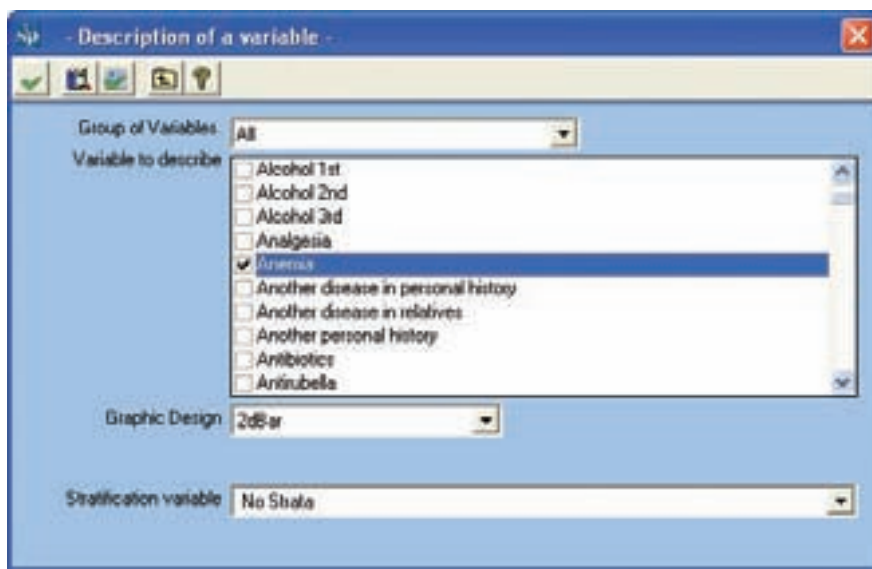 - Description of a variable -
Group of Variables All
Variable to describe
Alcohol 1st
Alcohol 2nd
Alcohol 3rd
Analgesia
Anemia
Another disease in personal history
Another disease in relatives
Another personal history
Antibiotics
Antirubella
Graphic Design 2dBar
Stratification variable No Strata